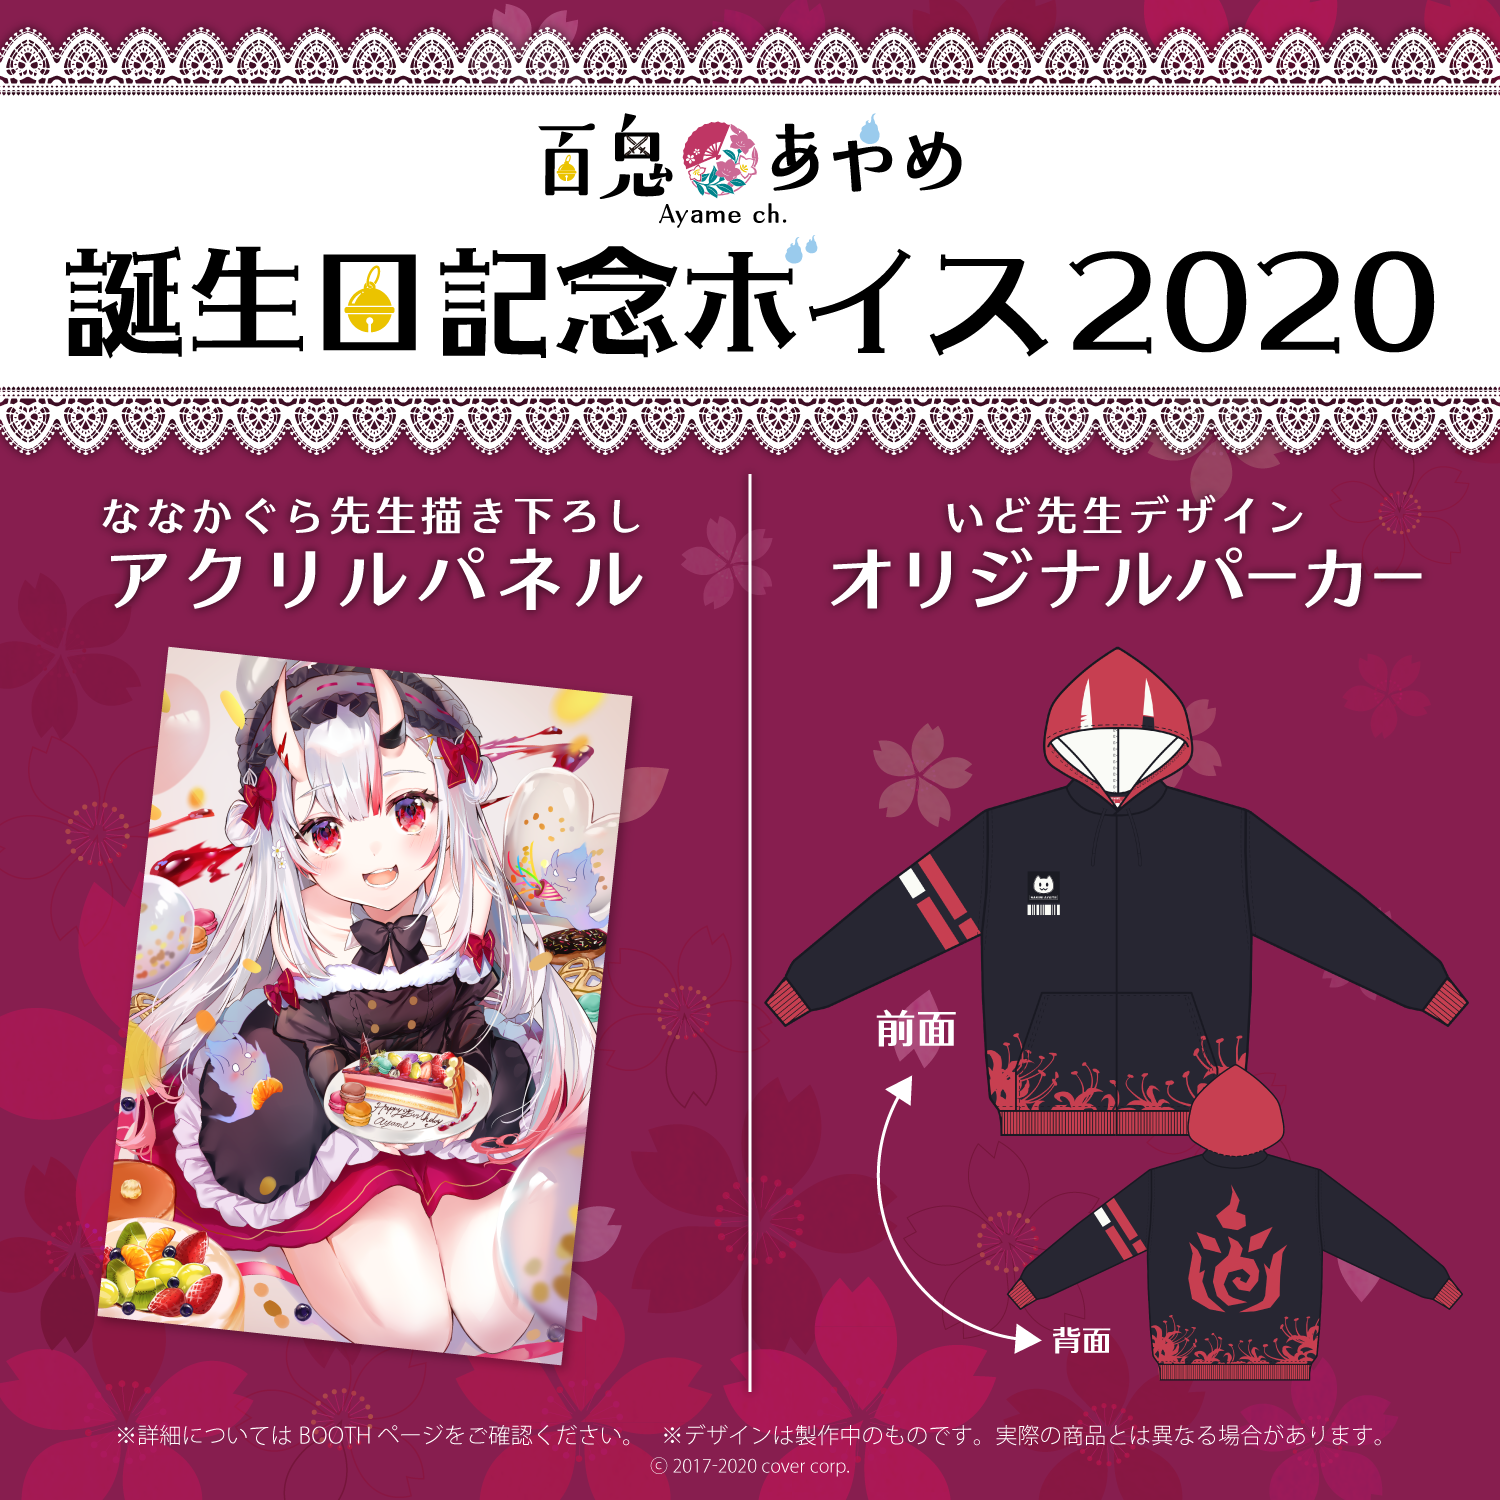 百鬼あやめ
Ayame ch.
誕生日記念ボイス2020
ななかぐら先生描き下ろし
アクリルパネル
いど先生デザイン
オリジナルパーカー
Happy Birthday
Ayame
前面
背面
※詳細については BOOTH ページをご確認ください。 ※デザインは製作中のものです。実際の商品とは異なる場合があります。
© 2017-2020 cover corp.